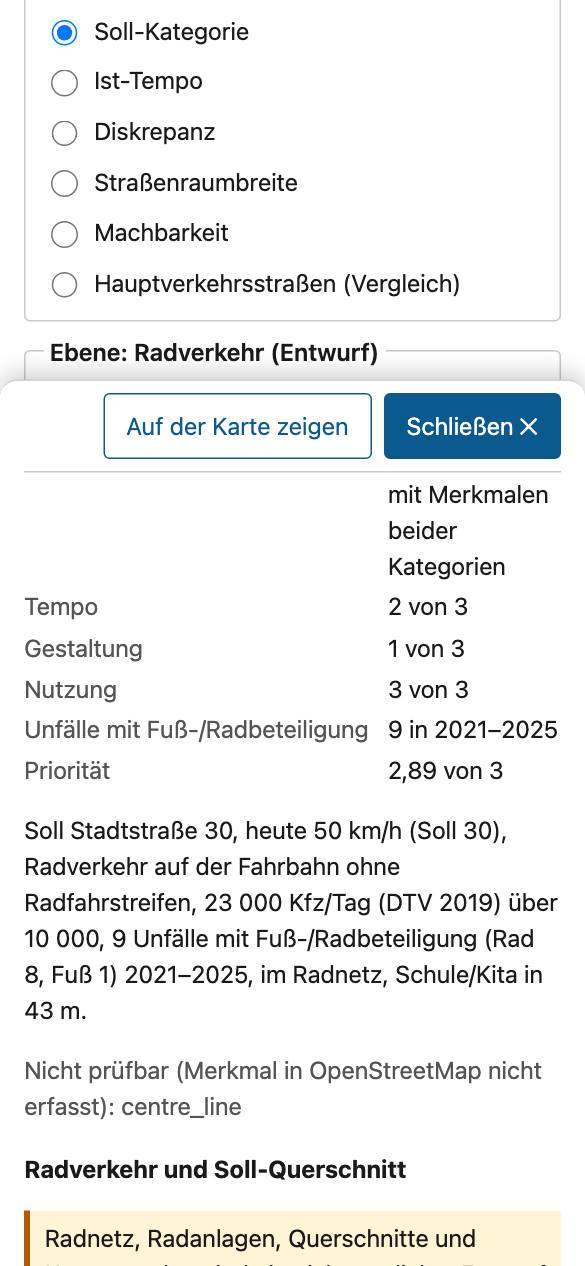 Soll-Kategorie
Ist-Tempo
Diskrepanz
Straßenraumbreite
Machbarkeit
Hauptverkehrsstraßen (Vergleich)
Ebene: Radverkehr (Entwurf)
Auf der Karte zeigen
Schließen ✕
mit Merkmalen
beider
Kategorien
Tempo 2 von 3
Gestaltung 1 von 3
Nutzung 3 von 3
Unfälle mit Fuß-/Radbeteiligung 9 in 2021–2025
Priorität 2,89 von 3
Soll Stadtstraße 30, heute 50 km/h (Soll 30),
Radverkehr auf der Fahrbahn ohne
Radfahrstreifen, 23 000 Kfz/Tag (DTV 2019) über
10 000, 9 Unfälle mit Fuß-/Radbeteiligung (Rad
8, Fuß 1) 2021–2025, im Radnetz, Schule/Kita in
43 m.
Nicht prüfbar (Merkmal in OpenStreetMap nicht
erfasst): centre_line
Radverkehr und Soll-Querschnitt
Radnetz, Radanlagen, Querschnitte und